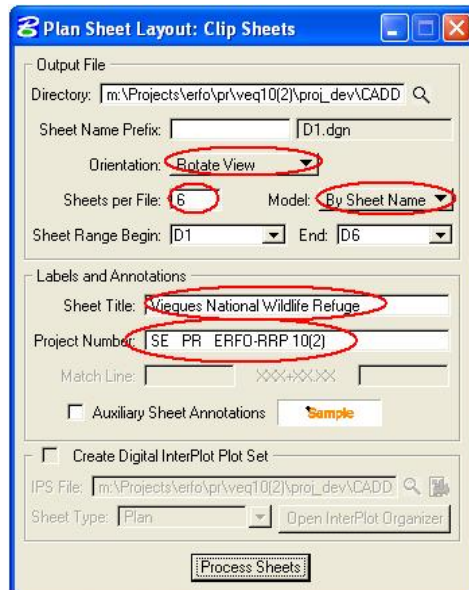 Plan Sheet Layout: Clip Sheets
Output File
Directory: m:\Projects\erfo\pr\veq10(2)\proj_dev\CADD
Sheet Name Prefix: D1.dgn
Orientation: Rotate View
Sheets per File: 6 Model: By Sheet Name
Sheet Range Begin: D1 End: D6
Labels and Annotations
Sheet Title: Vieques National Wildlife Refuge
Project Number: SE PR ERFO-RRP 10(2)
Match Line: XXX+XX.XX
Auxiliary Sheet Annotations Sample
Create Digital InterPlot Plot Set
IPS File: m:\Projects\erfo\pr\veq10(2)\proj_dev\CADD
Sheet Type: Plan Open InterPlot Organizer
Process Sheets